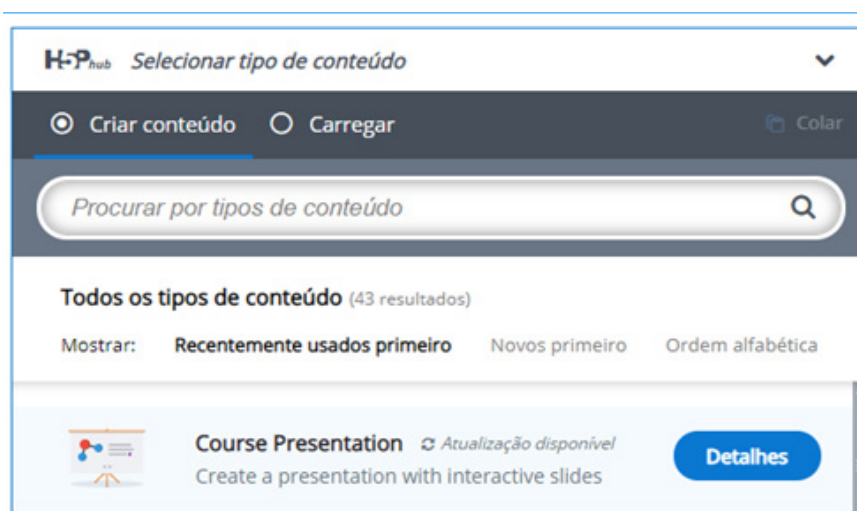 H5P hub Selecionar tipo de conteúdo
Criar conteúdo Carregar Colar
Procurar por tipos de conteúdo
Todos os tipos de conteúdo (43 resultados)
Mostrar: Recentemente usados primeiro Novos primeiro Ordem alfabética
Course Presentation Atualização disponível
Create a presentation with interactive slides
Detalhes